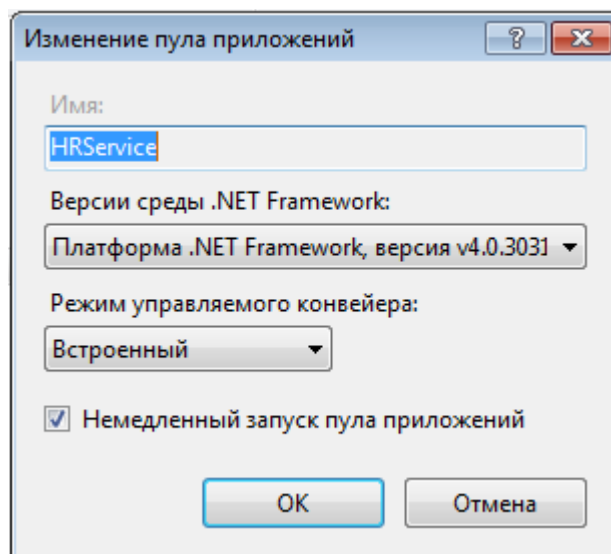 Изменение пула приложений
Имя:
HRService
Версии среды .NET Framework:
Платформа .NET Framework, версия v4.0.3031
Режим управляемого конвейера:
Встроенный
Немедленный запуск пула приложений
ОК
Отмена